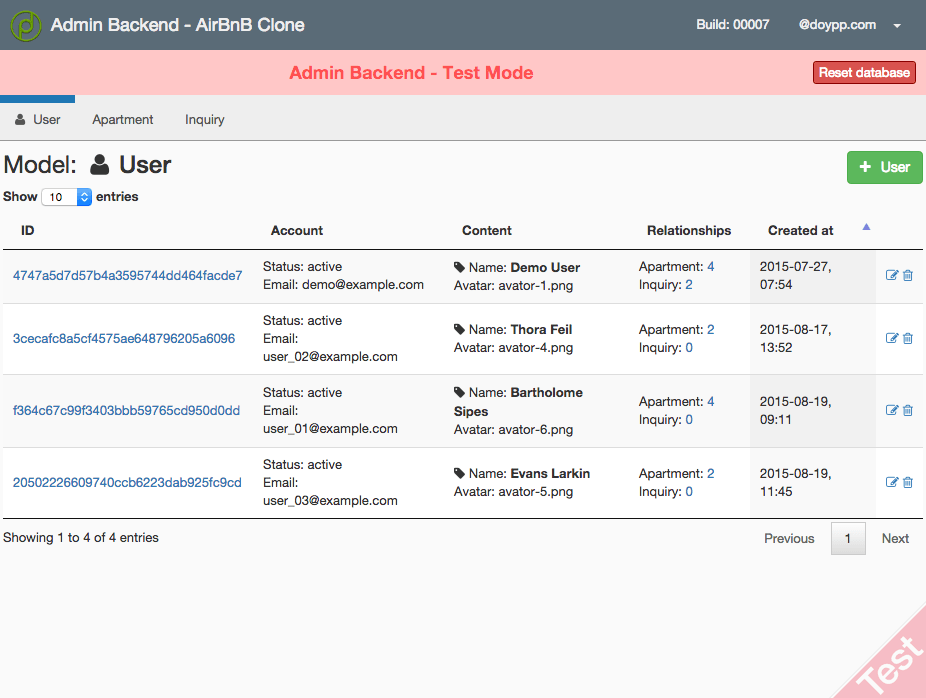 Admin Backend - AirBnB Clone
Build: 00007
@doypp.com
Admin Backend - Test Mode
Reset database
User
Apartment
Inquiry
Model: User
+ User
Show 10 entries
ID
Account
Content
Relationships
Created at
4747a5d7d57b4a3595744dd464facde7
Status: active
Email: demo@example.com
Name: Demo User
Avatar: avator-1.png
Apartment: 4
Inquiry: 2
2015-07-27,
07:54
3cecafc8a5cf4575ae648796205a6096
Status: active
Email:
user_02@example.com
Name: Thora Feil
Avatar: avator-4.png
Apartment: 2
Inquiry: 0
2015-08-17,
13:52
f364c67c99f3403bbb59765cd950d0dd
Status: active
Email:
user_01@example.com
Name: Bartholome
Sipes
Avatar: avator-6.png
Apartment: 4
Inquiry: 0
2015-08-19,
09:11
20502226609740ccb6223dab925fc9cd
Status: active
Email:
user_03@example.com
Name: Evans Larkin
Avatar: avator-5.png
Apartment: 2
Inquiry: 0
2015-08-19,
11:45
Showing 1 to 4 of 4 entries
Previous
1
Next
Test